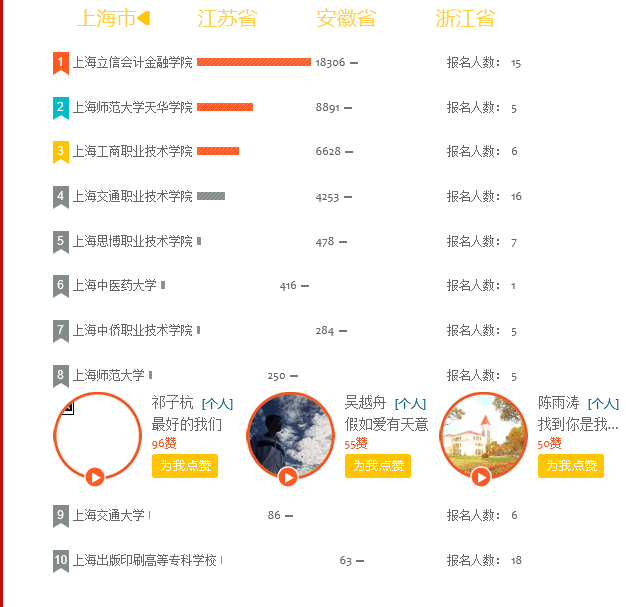 上海市 江苏省 安徽省 浙江省
1 上海立信会计金融学院 18306 报名人数： 15
2 上海师范大学天华学院 8891 报名人数： 5
3 上海工商职业技术学院 6628 报名人数： 6
4 上海交通职业技术学院 4253 报名人数： 16
5 上海思博职业技术学院 478 报名人数： 7
6 上海中医药大学 416 报名人数： 1
7 上海中侨职业技术学院 284 报名人数： 5
8 上海师范大学 250 报名人数： 5
祁子杭 [个人] 吴越舟 [个人] 陈雨涛 [个人]
最好的我们 假如爱有天意 找到你是我...
96赞 55赞 50赞
为我点赞 为我点赞 为我点赞
9 上海交通大学 86 报名人数： 6
10 上海出版印刷高等专科学校 63 报名人数： 18